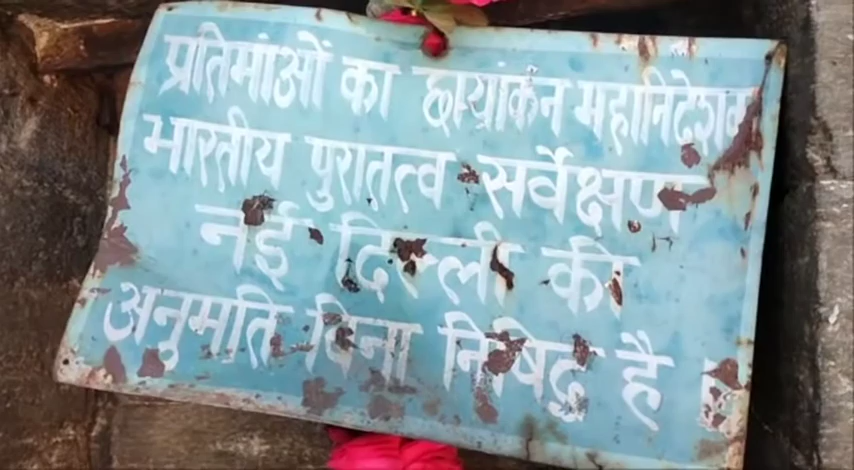 प्रतिमांओं का छायांकन महानिदेशक
भारतीय पुरातत्व सर्वेक्षण
नई दिल्ली की
अनुमति बिना निषिद्ध है